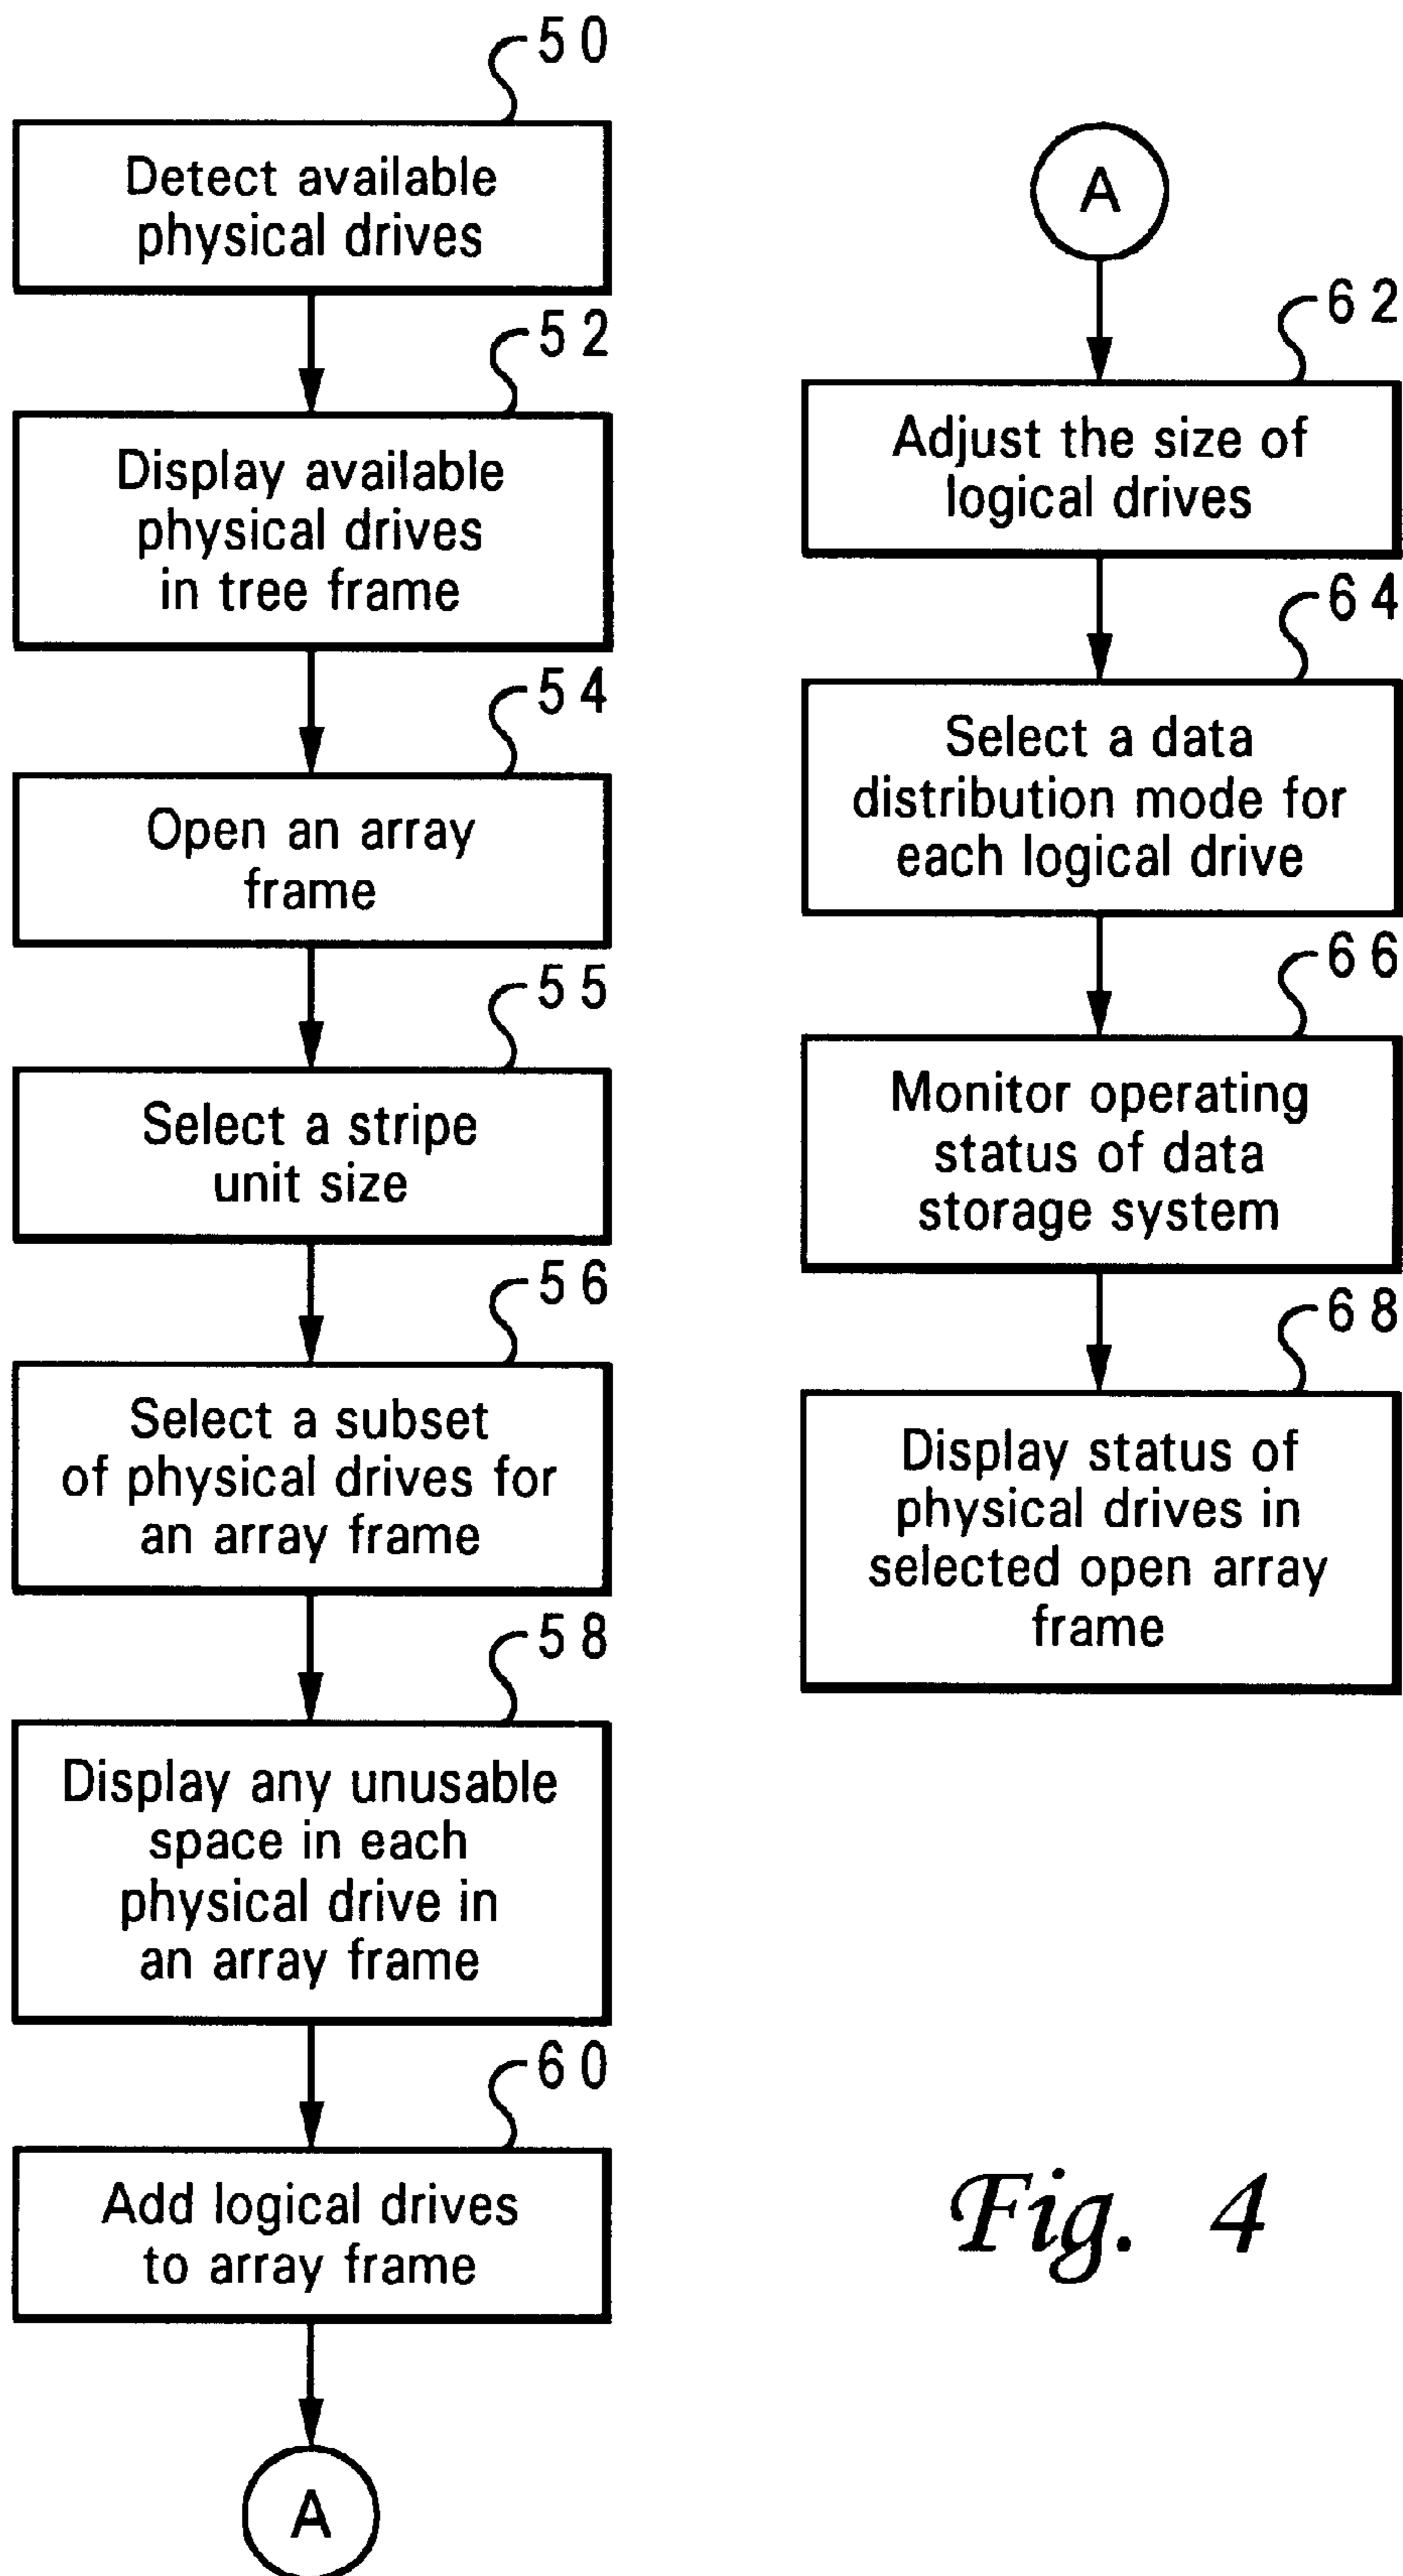 50
Detect available
physical drives
52
Display available
physical drives
in tree frame
54
Open an array
frame
55
Select a stripe
unit size
56
Select a subset
of physical drives for
an array frame
58
Display any unusable
space in each
physical drive in
an array frame
60
Add logical drives
to array frame
A
A
62
Adjust the size of
logical drives
64
Select a data
distribution mode for
each logical drive
66
Monitor operating
status of data
storage system
68
Display status of
physical drives in
selected open array
frame
Fig. 4